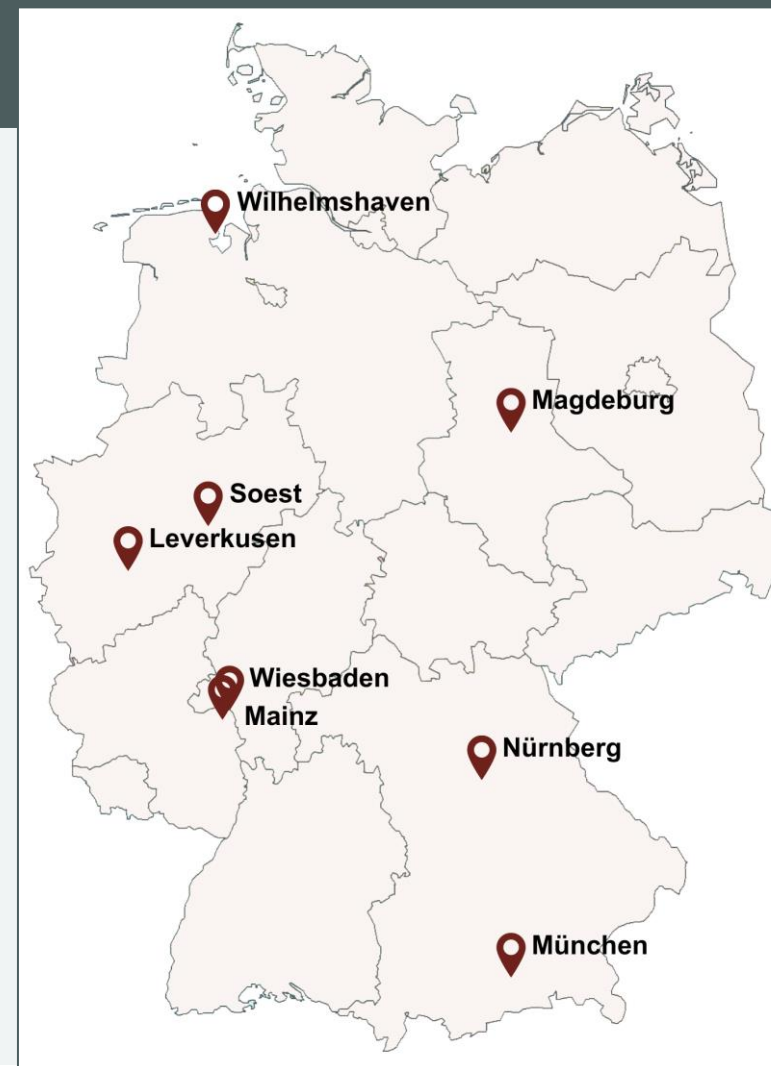 Wilhelmshaven
Magdeburg
Soest
Leverkusen
Wiesbaden
Mainz
Nürnberg
München